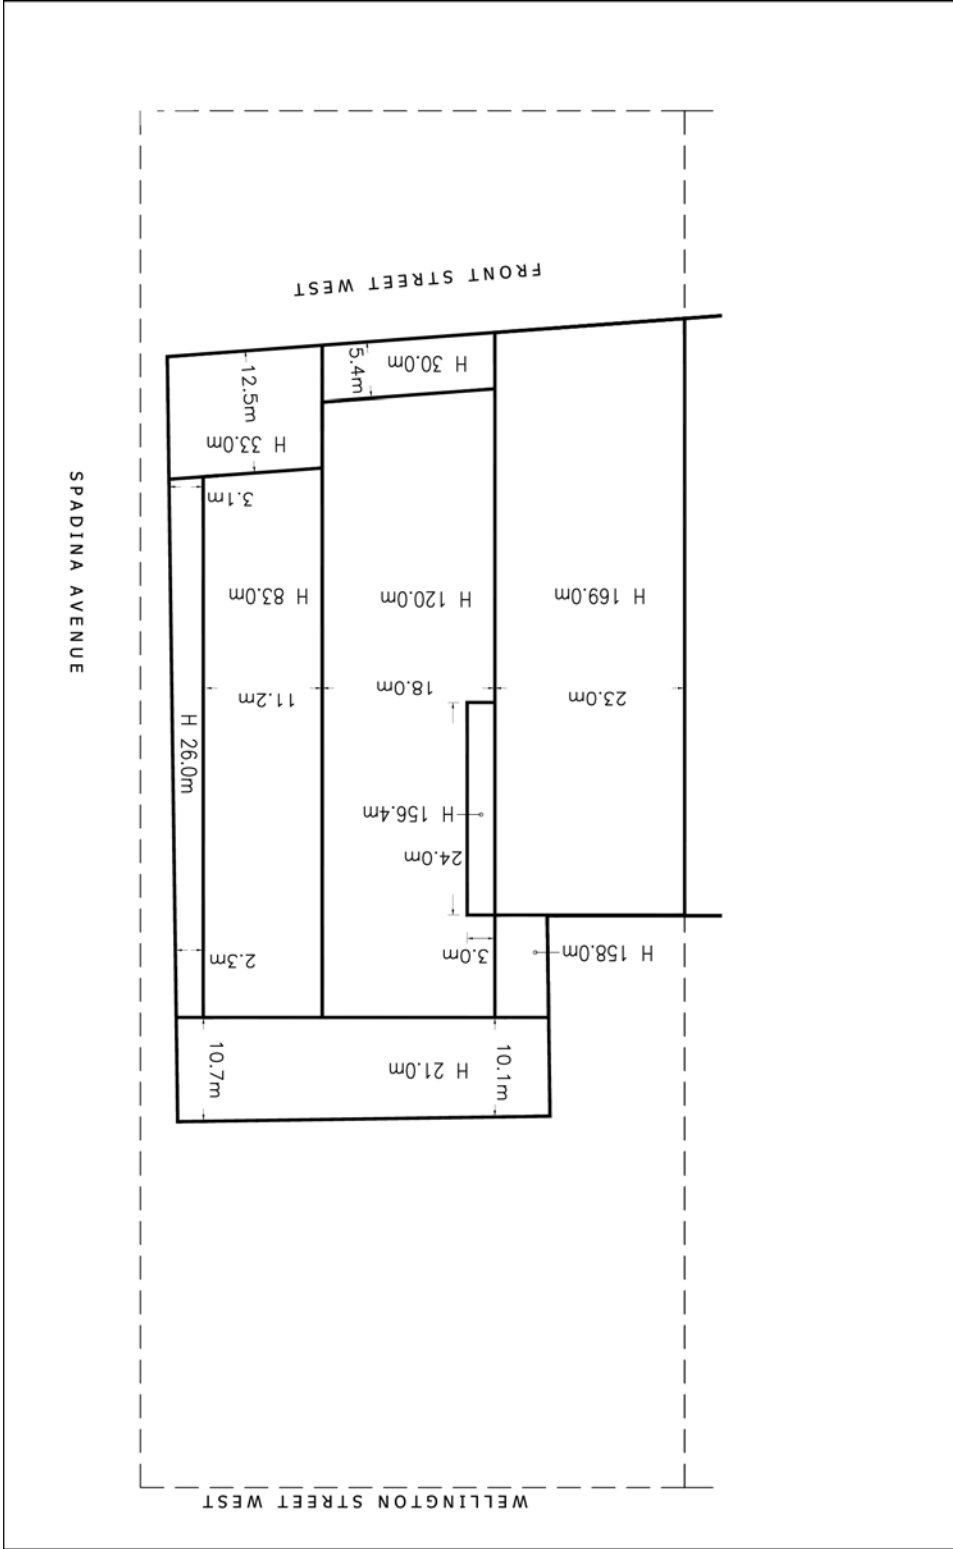 FRONT STREET WEST
5.4m
H 30.0m
12.5m
H 33.0m
3.1m
SPADINA AVENUE
H 83.0m
H 120.0m
H 169.0m
11.2m
18.0m
23.0m
H 26.0m
H 156.4m
24.0m
2.3m
3.0m
H 158.0m
10.7m
H 21.0m
10.1m
WELLINGTON STREET WEST